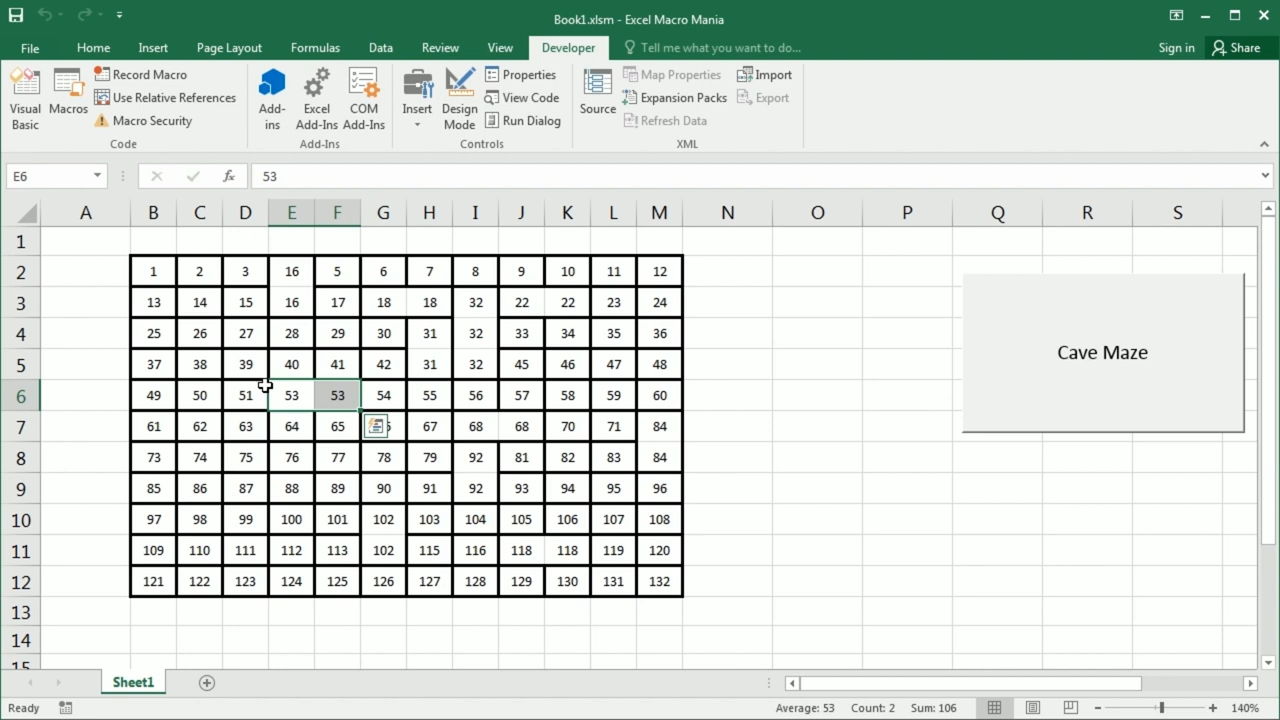 Book1.xlsm - Excel Macro Mania
File Home Insert Page Layout Formulas Data Review View Developer Tell me what you want to do... Sign in Share
Visual Basic
Macros
Record Macro
Use Relative References
Macro Security
Code
Add-ins
Excel Add-Ins
COM Add-Ins
Add-Ins
Insert
Design Mode
Properties
View Code
Run Dialog
Controls
Source
Map Properties
Expansion Packs
Refresh Data
Import
Export
XML
E6 fx 53
A B C D E F G H I J K L M N O P Q R S
1
2 1 2 3 16 5 6 7 8 9 10 11 12
3 13 14 15 16 17 18 18 32 22 22 23 24
4 25 26 27 28 29 30 31 32 33 34 35 36
5 37 38 39 40 41 42 31 32 45 46 47 48
6 49 50 51 53 53 54 55 56 57 58 59 60
7 61 62 63 64 65 67 68 68 70 71 84
8 73 74 75 76 77 78 79 92 81 82 83 84
9 85 86 87 88 89 90 91 92 93 94 95 96
10 97 98 99 100 101 102 103 104 105 106 107 108
11 109 110 111 112 113 102 115 116 118 118 119 120
12 121 122 123 124 125 126 127 128 129 130 131 132
13
14
15
Cave Maze
Sheet1
Ready Average: 53 Count: 2 Sum: 106 140%